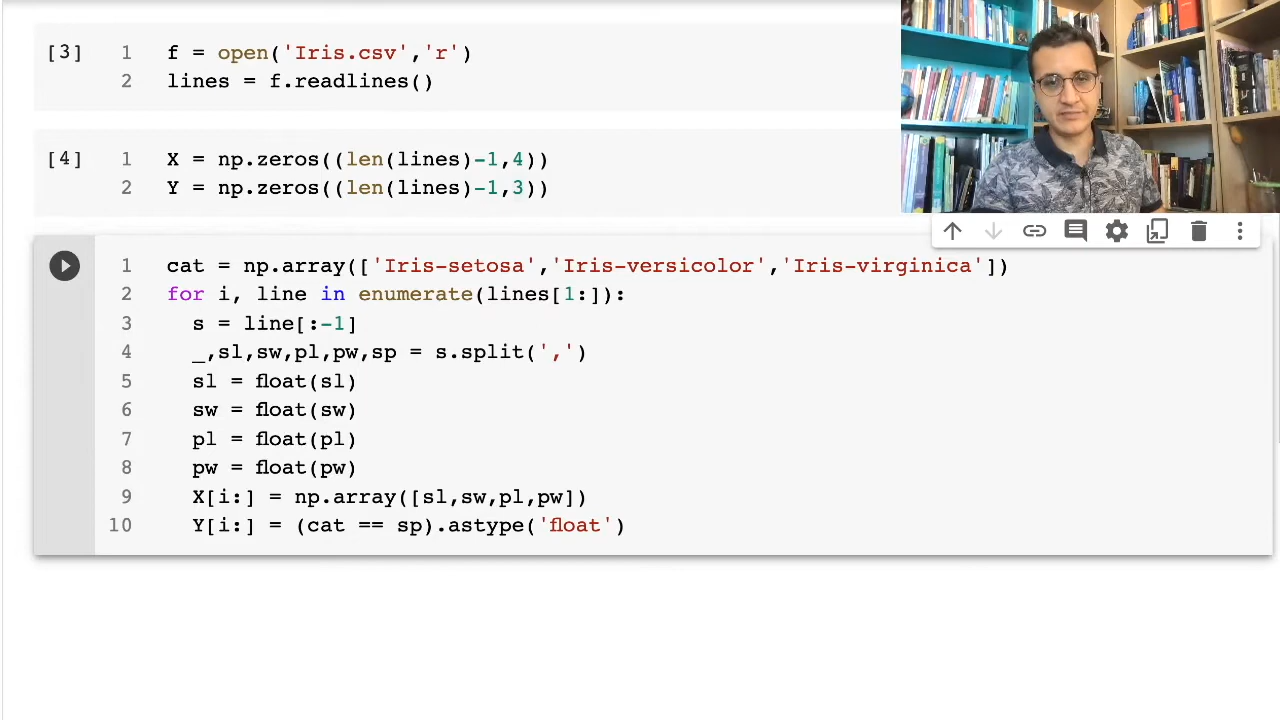 [3] 1 f = open('Iris.csv','r')
2 lines = f.readlines()
[4] 1 X = np.zeros((len(lines)-1,4))
2 Y = np.zeros((len(lines)-1,3))
1 cat = np.array(['Iris-setosa','Iris-versicolor','Iris-virginica'])
2 for i, line in enumerate(lines[1:]):
3 s = line[:-1]
4 _,sl,sw,pl,pw,sp = s.split(',')
5 sl = float(sl)
6 sw = float(sw)
7 pl = float(pl)
8 pw = float(pw)
9 X[i:] = np.array([sl,sw,pl,pw])
10 Y[i:] = (cat == sp).astype('float')